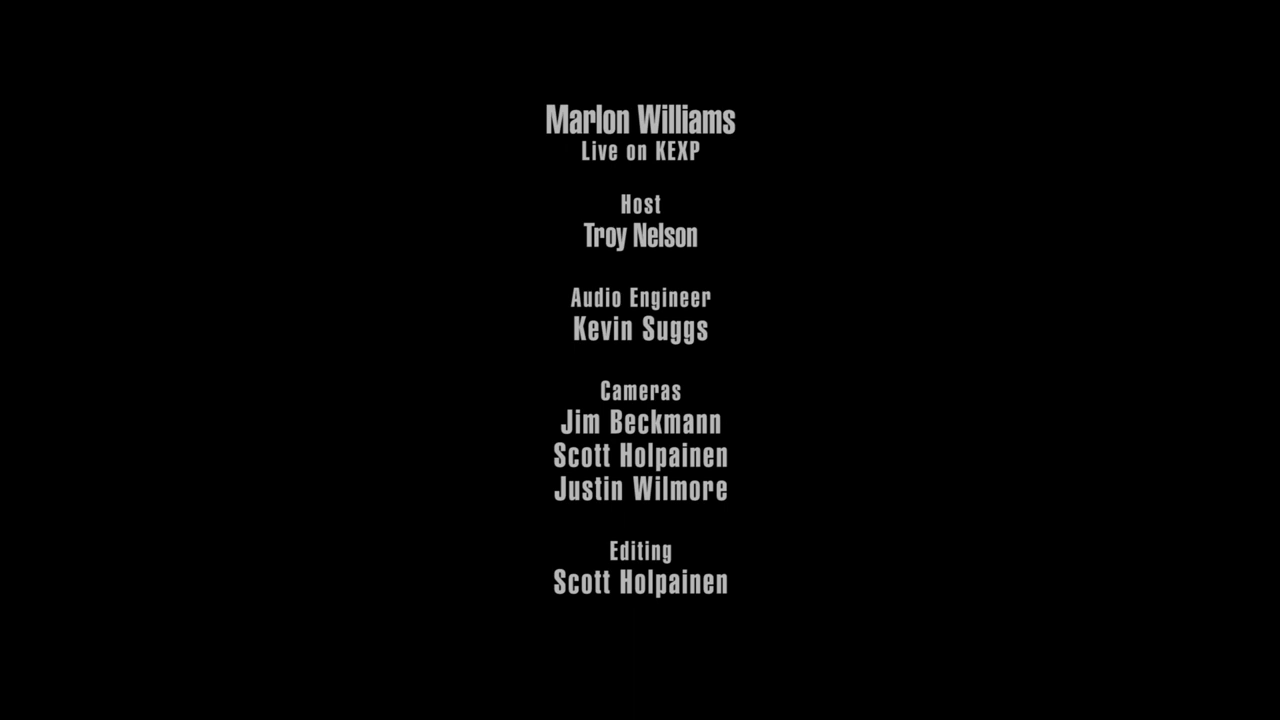 Marlon Williams
Live on KEXP
Host
Troy Nelson
Audio Engineer
Kevin Suggs
Cameras
Jim Beckmann
Scott Holpainen
Justin Wilmore
Editing
Scott Holpainen